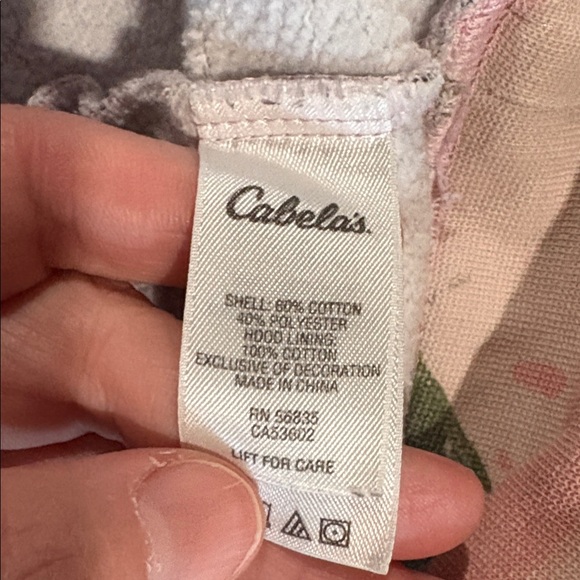 Cabela's.
SHELL: 60% COTTON
40% POLYESTER
HOOD LINING:
100% COTTON
EXCLUSIVE OF DECORATION
MADE IN CHINA
RN 56835
CA53602
LIFT FOR CARE